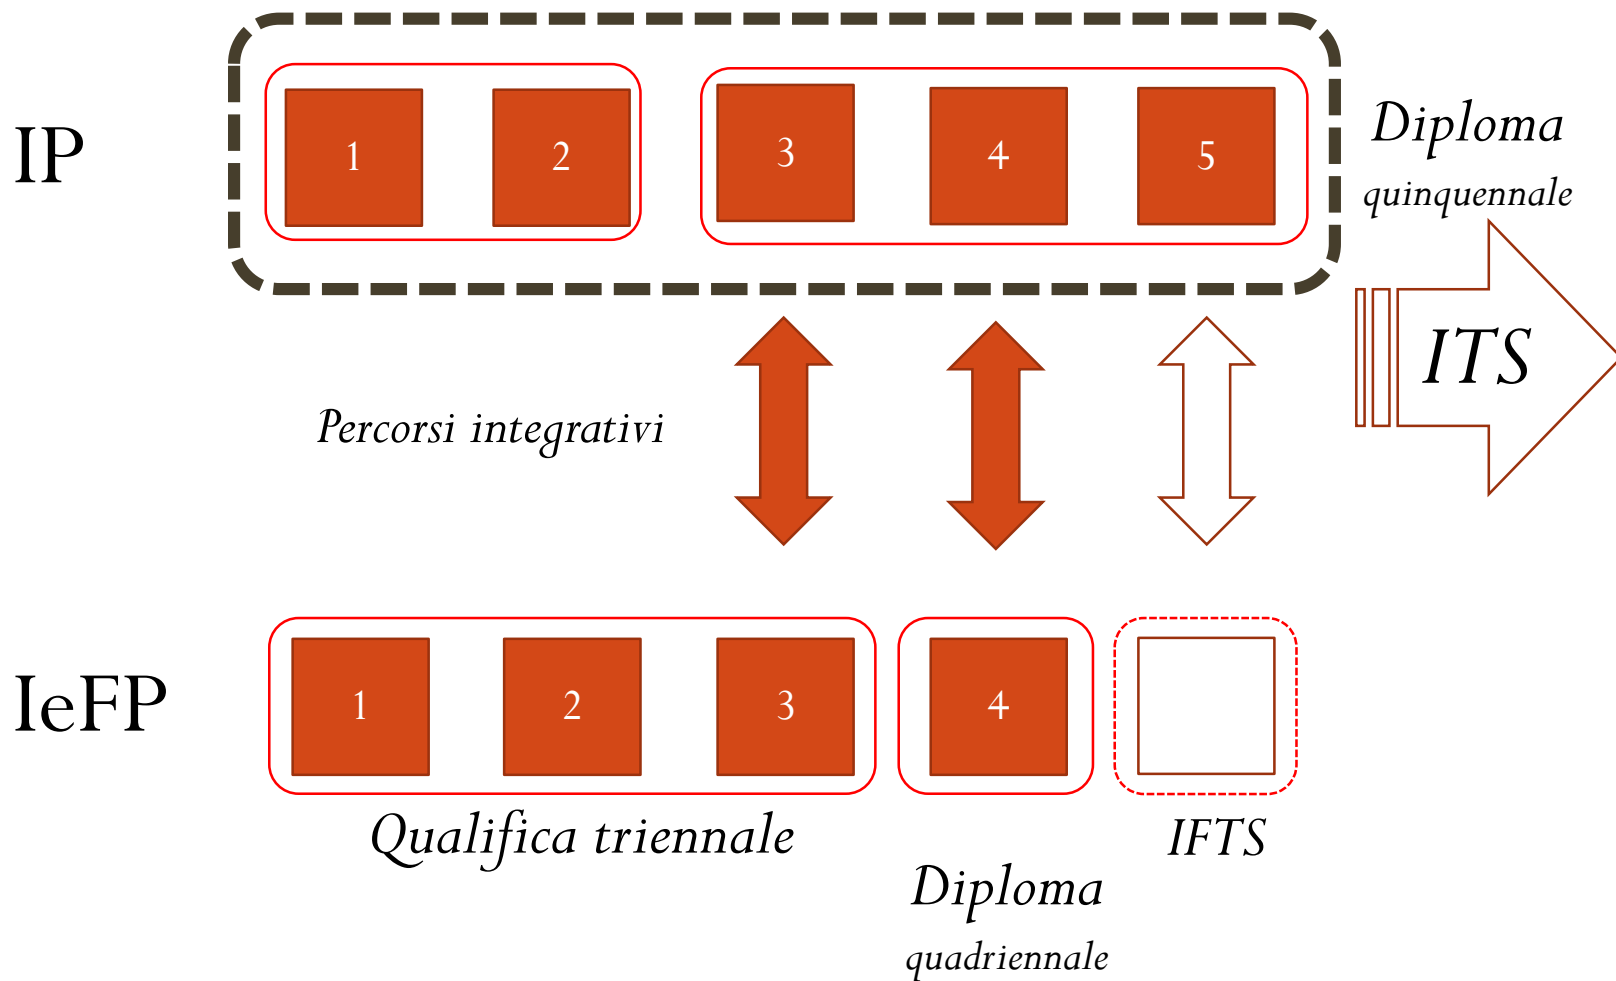 IP
1
2
3
4
5
Diploma
quinquennale
ITS
Percorsi integrativi
IeFP
1
2
3
4
Qualifica triennale
Diploma
quadriennale
IFTS